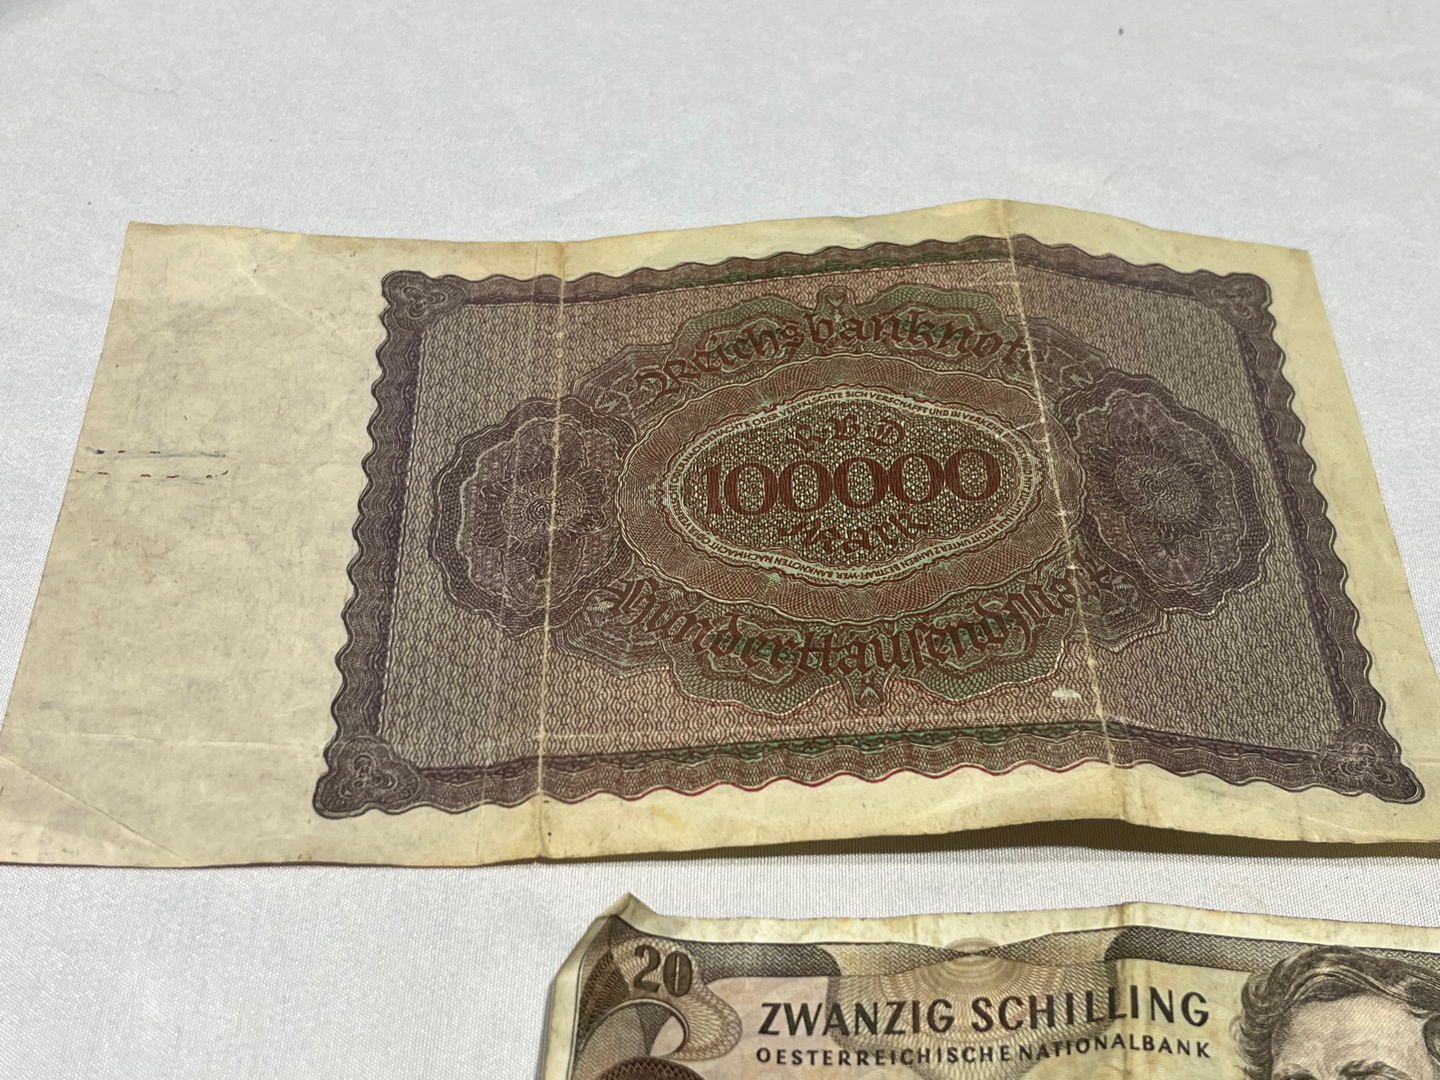 Reichsbanknote
R·B·D
100000
Mark
Hunderttausend Mark
20
ZWANZIG SCHILLING
OESTERREICHISCHE NATIONALBANK